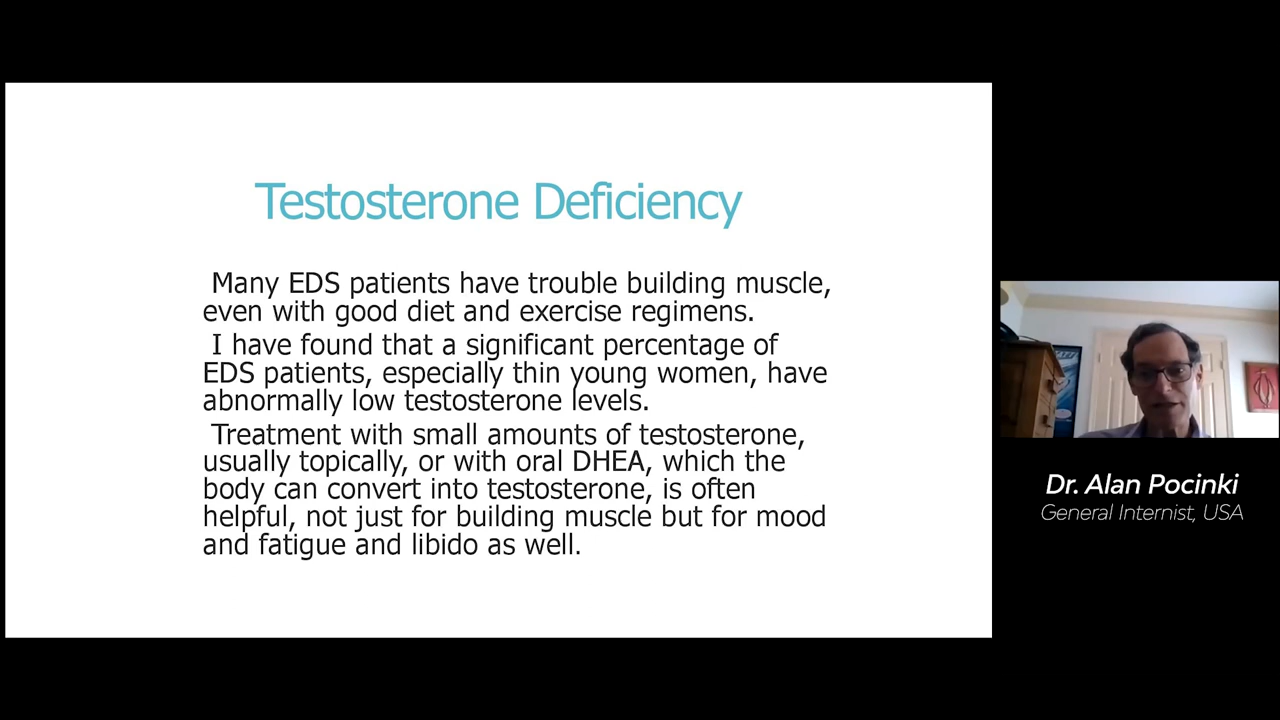 Testosterone Deficiency
Many EDS patients have trouble building muscle,
even with good diet and exercise regimens.
I have found that a significant percentage of
EDS patients, especially thin young women, have
abnormally low testosterone levels.
Treatment with small amounts of testosterone,
usually topically, or with oral DHEA, which the
body can convert into testosterone, is often
helpful, not just for building muscle but for mood
and fatigue and libido as well.
Dr. Alan Pocinki
General Internist, USA